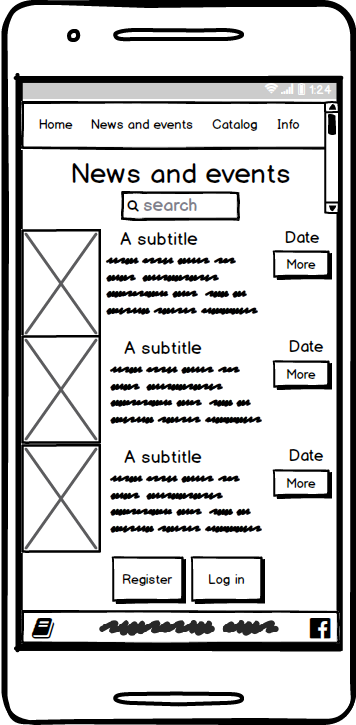 1:24
Home News and events Catalog Info
News and events
search
A subtitle Date
More
A subtitle Date
More
A subtitle Date
More
Register Log in
f